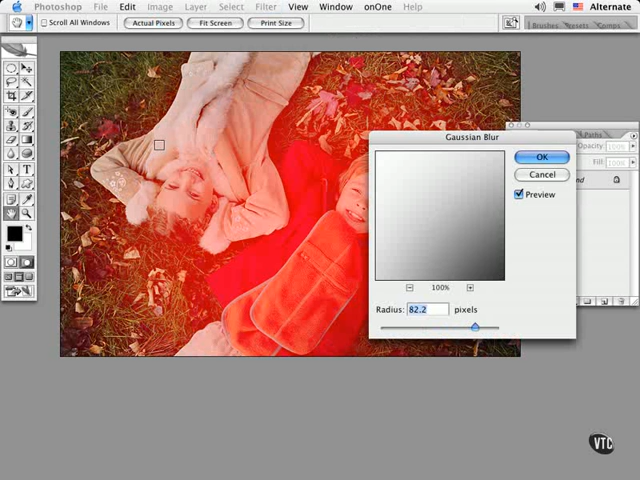 Photoshop File Edit Image Layer Select Filter View Window onOne Help Alternate
Scroll All Windows Actual Pixels Fit Screen Print Size
Brushes Presets Comps
Gaussian Blur
Paths
OK
Opacity 100%
Fill 100%
Cancel
Preview
100%
Radius: 82.2 pixels
VTC